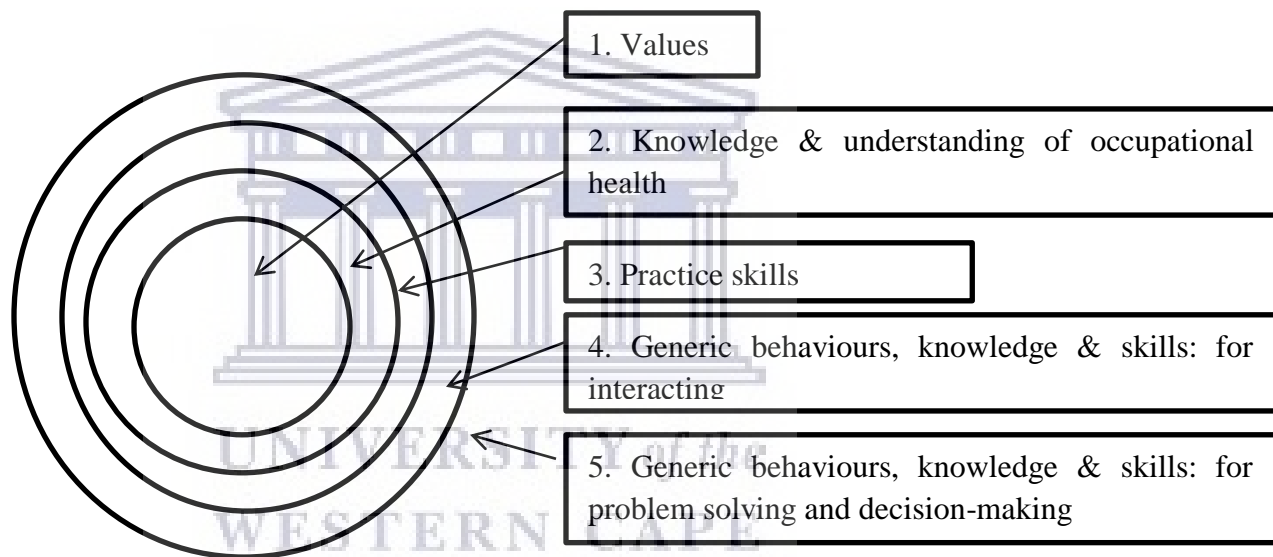 1. Values
2. Knowledge & understanding of occupational
health
3. Practice skills
4. Generic behaviours, knowledge & skills: for
interacting
5. Generic behaviours, knowledge & skills: for
problem solving and decision-making
UNIVERSITY of the
WESTERN CAPE